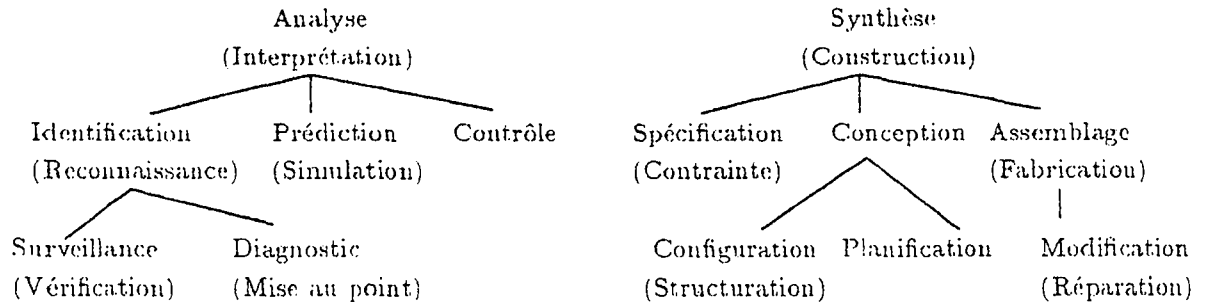 Analyse
(Interprétation)
Identification Prédiction Contrôle
(Reconnaissance) (Simulation)
Surveillance Diagnostic
(Vérification) (Mise au point)
Synthèse
(Construction)
Spécification Conception Assemblage
(Contrainte) (Fabrication)
Configuration Planification Modification
(Structuration) (Réparation)